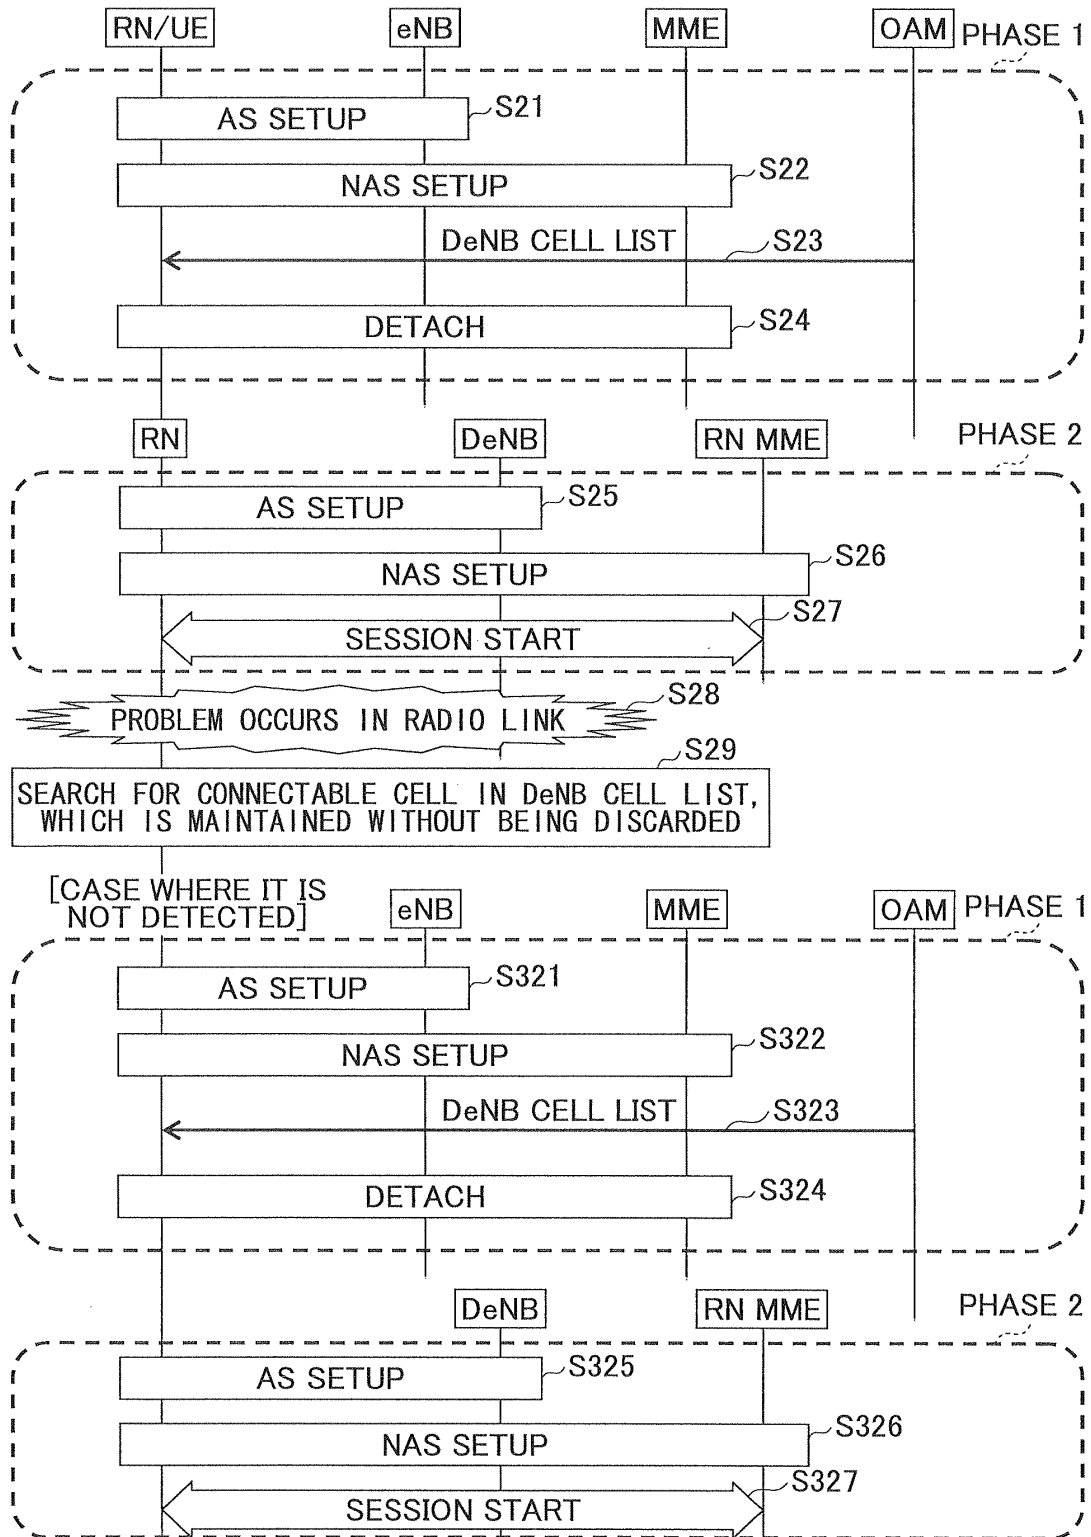 RN/UE
eNB
MME
OAM
PHASE 1
AS SETUP
S21
NAS SETUP
S22
DeNB CELL LIST
S23
DETACH
S24
RN
DeNB
RN MME
PHASE 2
AS SETUP
S25
NAS SETUP
S26
SESSION START
S27
PROBLEM OCCURS IN RADIO LINK
S28
S29
SEARCH FOR CONNECTABLE CELL IN DeNB CELL LIST,
WHICH IS MAINTAINED WITHOUT BEING DISCARDED
[CASE WHERE IT IS
NOT DETECTED]
eNB
MME
OAM
PHASE 1
AS SETUP
S321
NAS SETUP
S322
DeNB CELL LIST
S323
DETACH
S324
DeNB
RN MME
PHASE 2
AS SETUP
S325
NAS SETUP
S326
SESSION START
S327